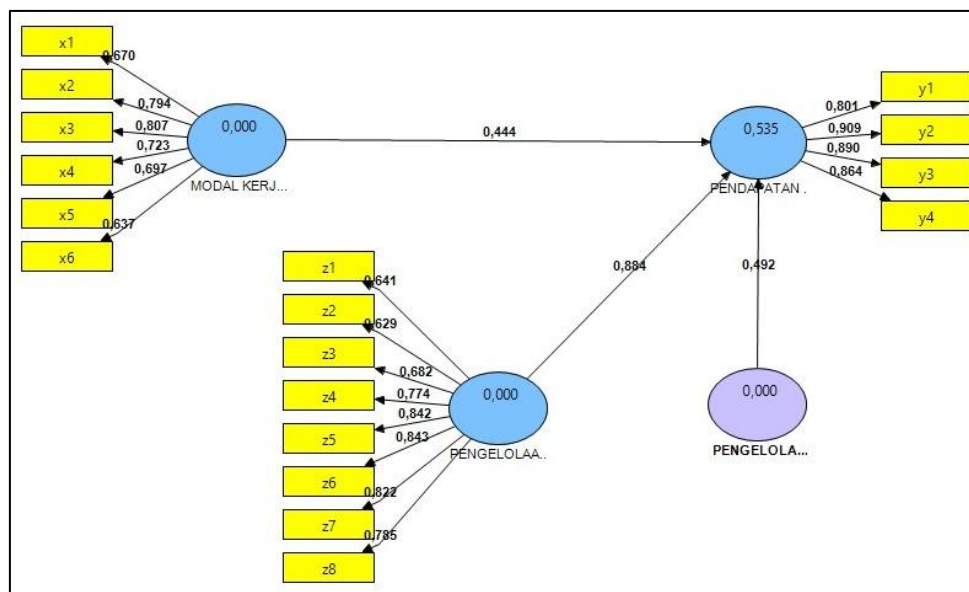 x1
0,670
x2
0,794
x3
0,807
x4
0,723
x5
0,697
x6
0,637
0,000
MODAL KERJ...
0,444
0,535
PENDAPATAN .
y1
0,801
y2
0,909
y3
0,890
y4
0,864
z1
0,641
z2
0,629
z3
0,682
z4
0,774
z5
0,842
z6
0,843
z7
0,822
z8
0,785
0,000
PENGELOLAA..
0,884
0,492
0,000
PENGELOLA...